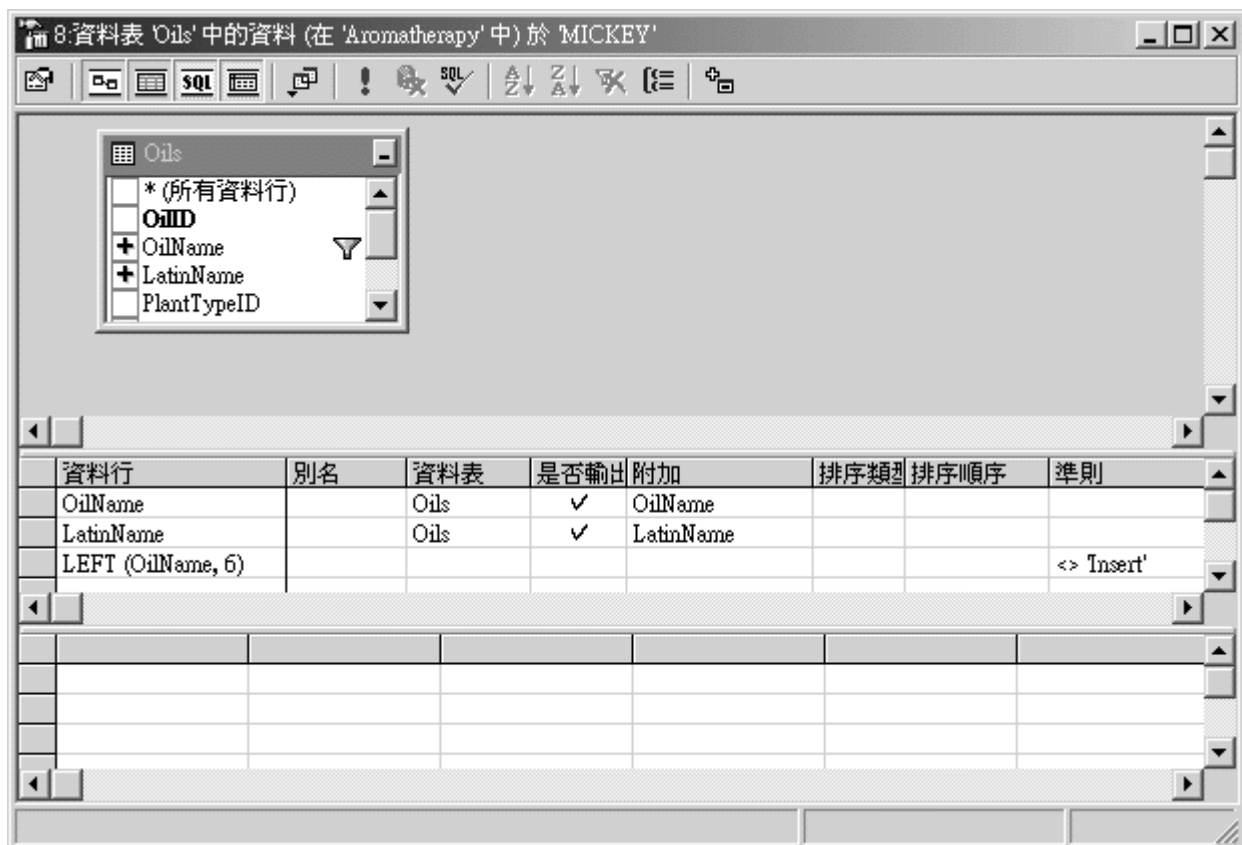 8:資料表 'Oils' 中的資料 (在 'Aromatherapy' 中) 於 'MICKEY'
SQL SQL A Z Z A
Oils
* (所有資料行)
OilID
OilName
LatinName
PlantTypeID
資料行 別名 資料表 是否輸出 附加 排序類型 排序順序 準則
OilName Oils OilName
LatinName Oils LatinName
LEFT (OilName, 6) <> 'Insert'